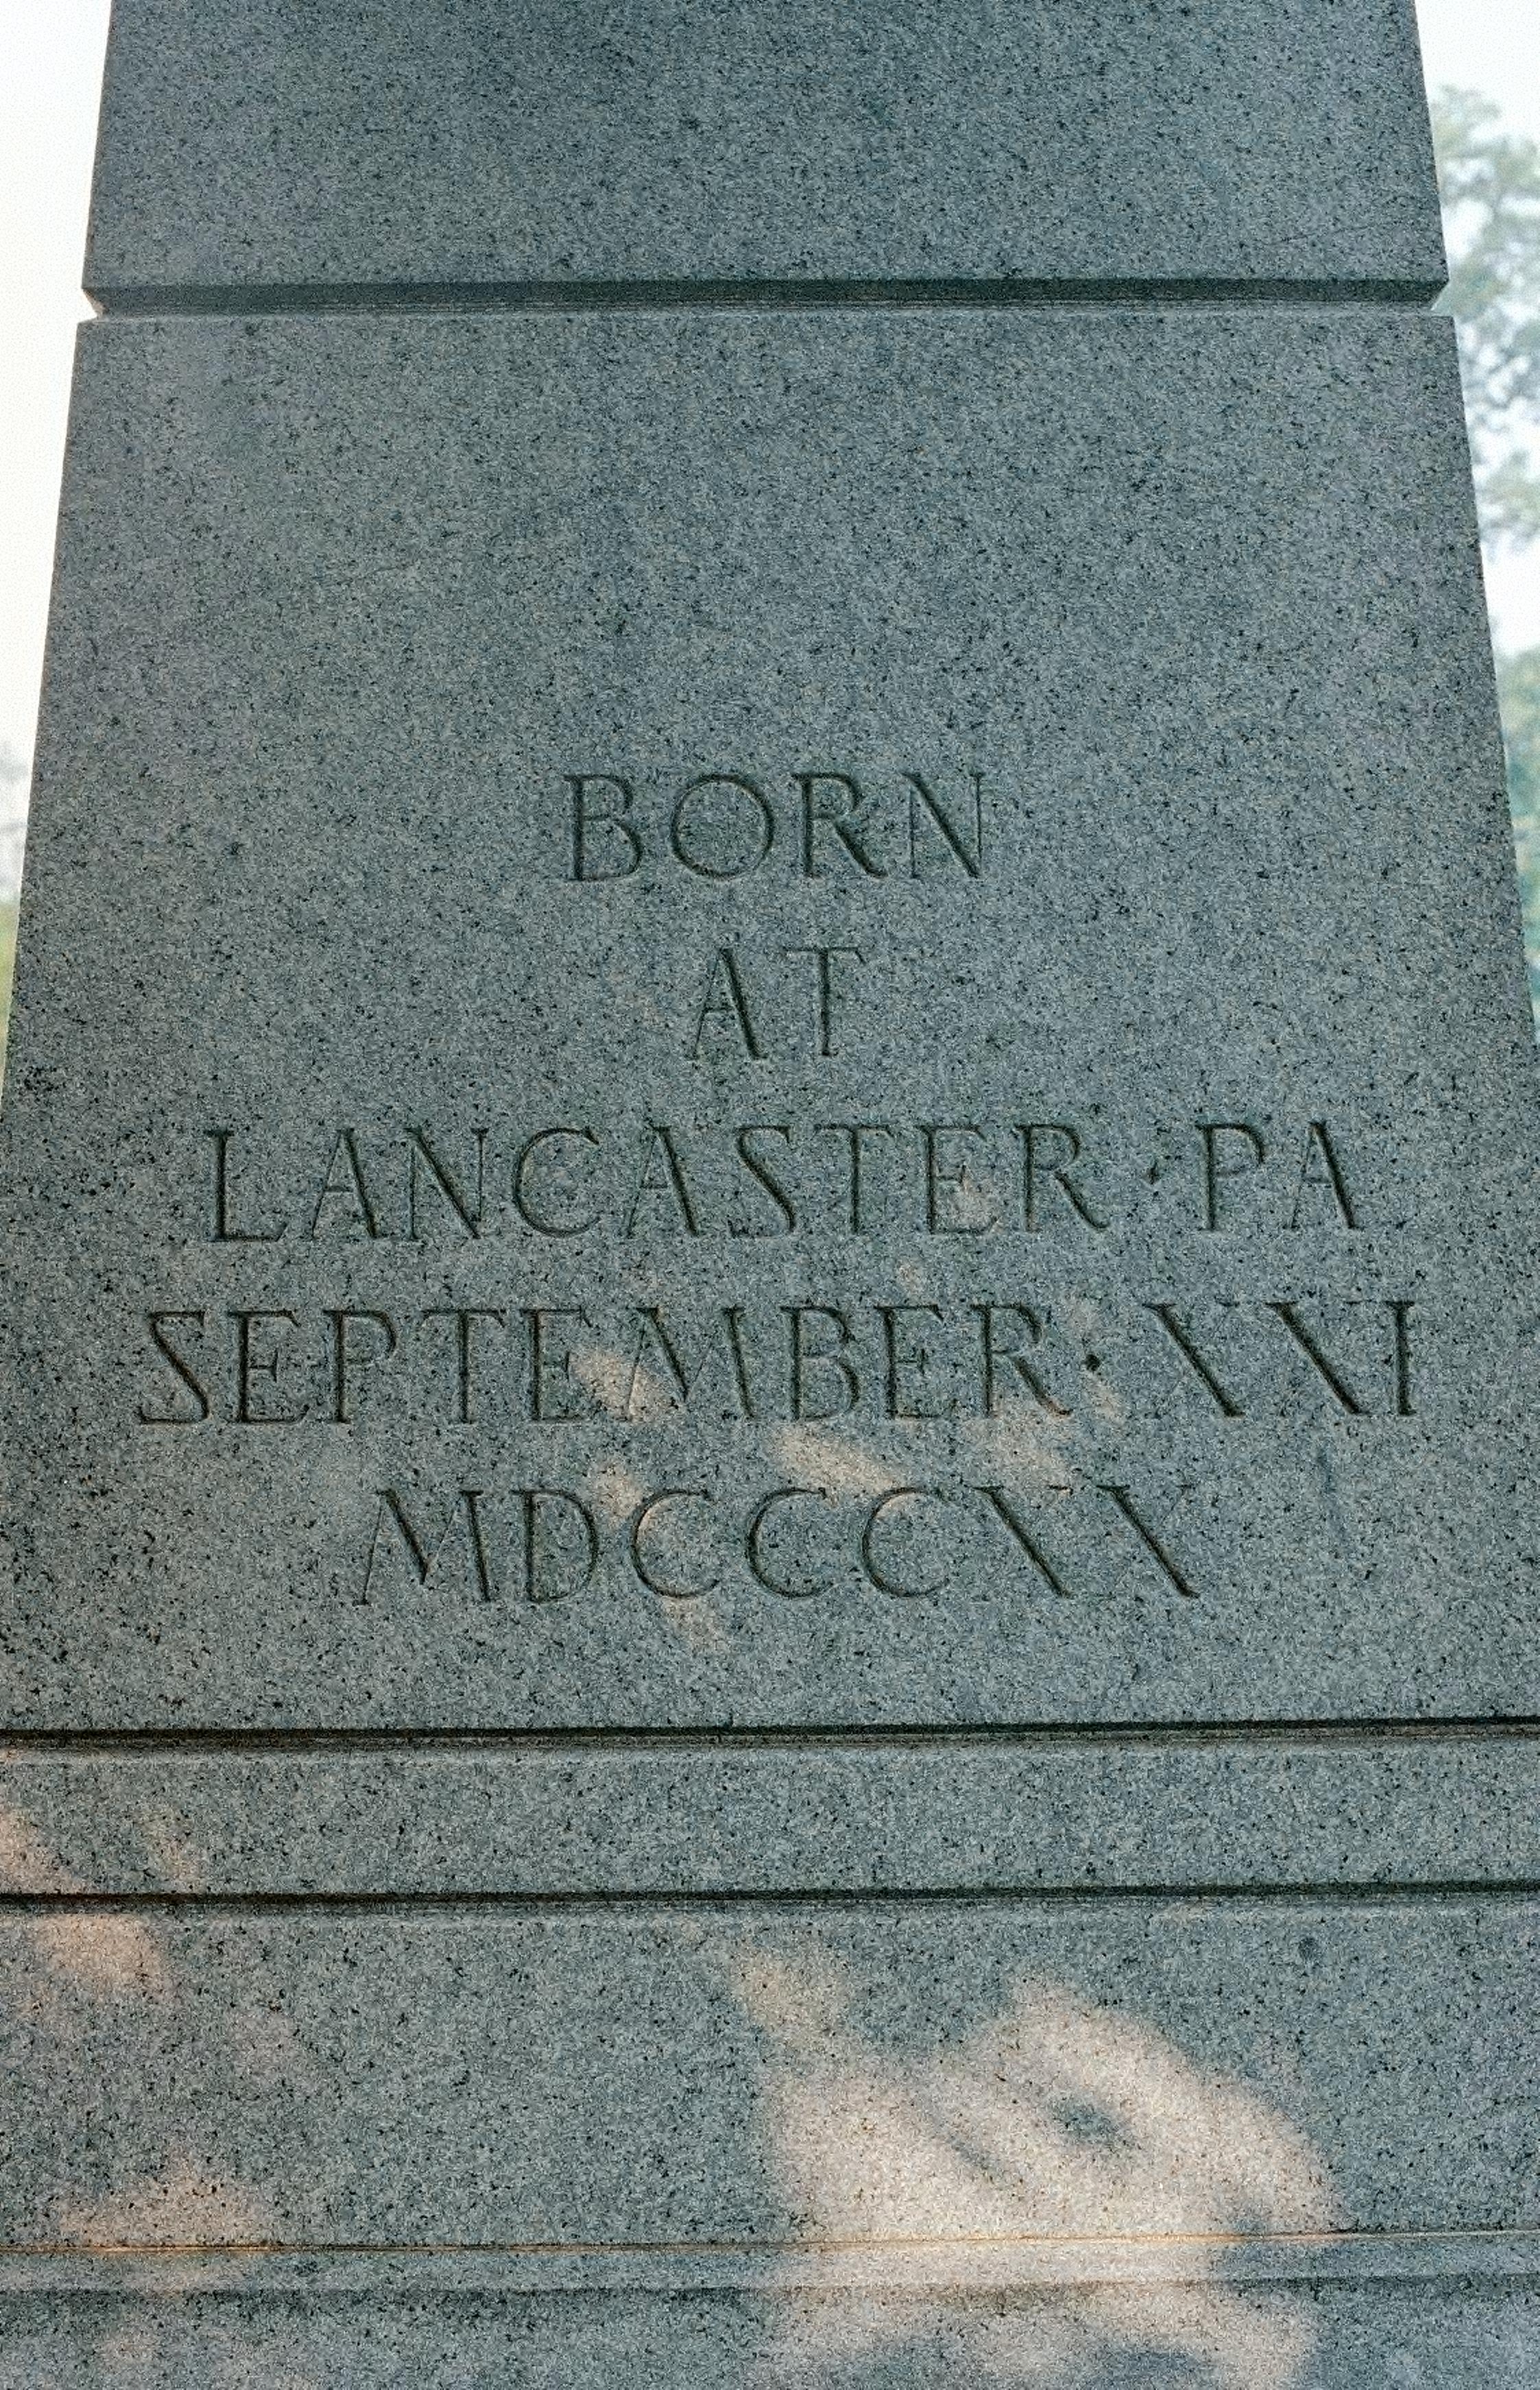 BORN
AT
LANCASTER · PA
SEPTEMBER · XXI
MDCCCXX